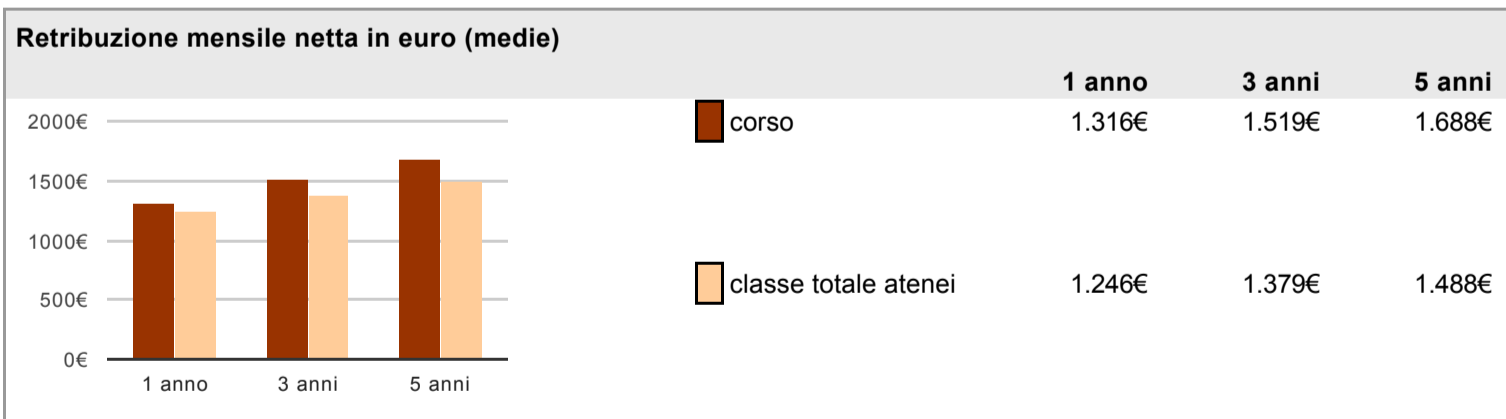 Retribuzione mensile netta in euro (medie)
1 anno 3 anni 5 anni
corso 1.316€ 1.519€ 1.688€
classe totale atenei 1.246€ 1.379€ 1.488€
2000€
1500€
1000€
500€
0€
1 anno 3 anni 5 anni